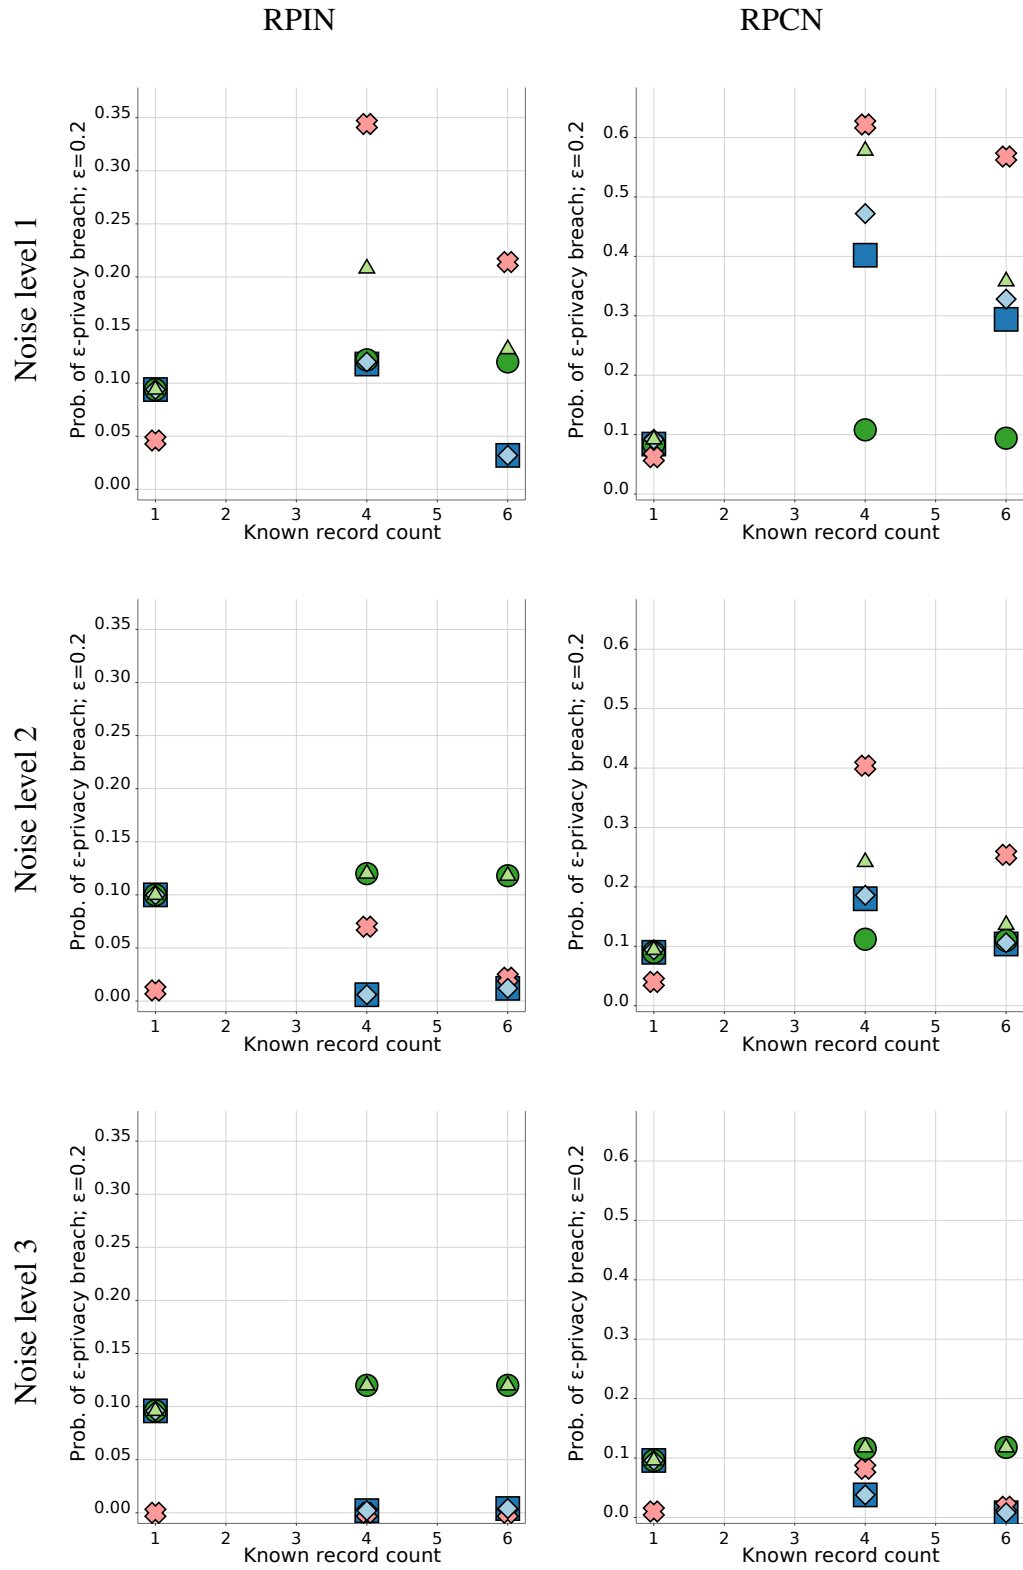 RPIN
RPCN
Noise level 1
Prob. of ε-privacy breach; ε=0.2
0.35
0.30
0.25
0.20
0.15
0.10
0.05
0.00
1 2 3 4 5 6
Known record count
Prob. of ε-privacy breach; ε=0.2
0.6
0.5
0.4
0.3
0.2
0.1
0.0
1 2 3 4 5 6
Known record count
Noise level 2
Prob. of ε-privacy breach; ε=0.2
0.35
0.30
0.25
0.20
0.15
0.10
0.05
0.00
1 2 3 4 5 6
Known record count
Prob. of ε-privacy breach; ε=0.2
0.6
0.5
0.4
0.3
0.2
0.1
0.0
1 2 3 4 5 6
Known record count
Noise level 3
Prob. of ε-privacy breach; ε=0.2
0.35
0.30
0.25
0.20
0.15
0.10
0.05
0.00
1 2 3 4 5 6
Known record count
Prob. of ε-privacy breach; ε=0.2
0.6
0.5
0.4
0.3
0.2
0.1
0.0
1 2 3 4 5 6
Known record count